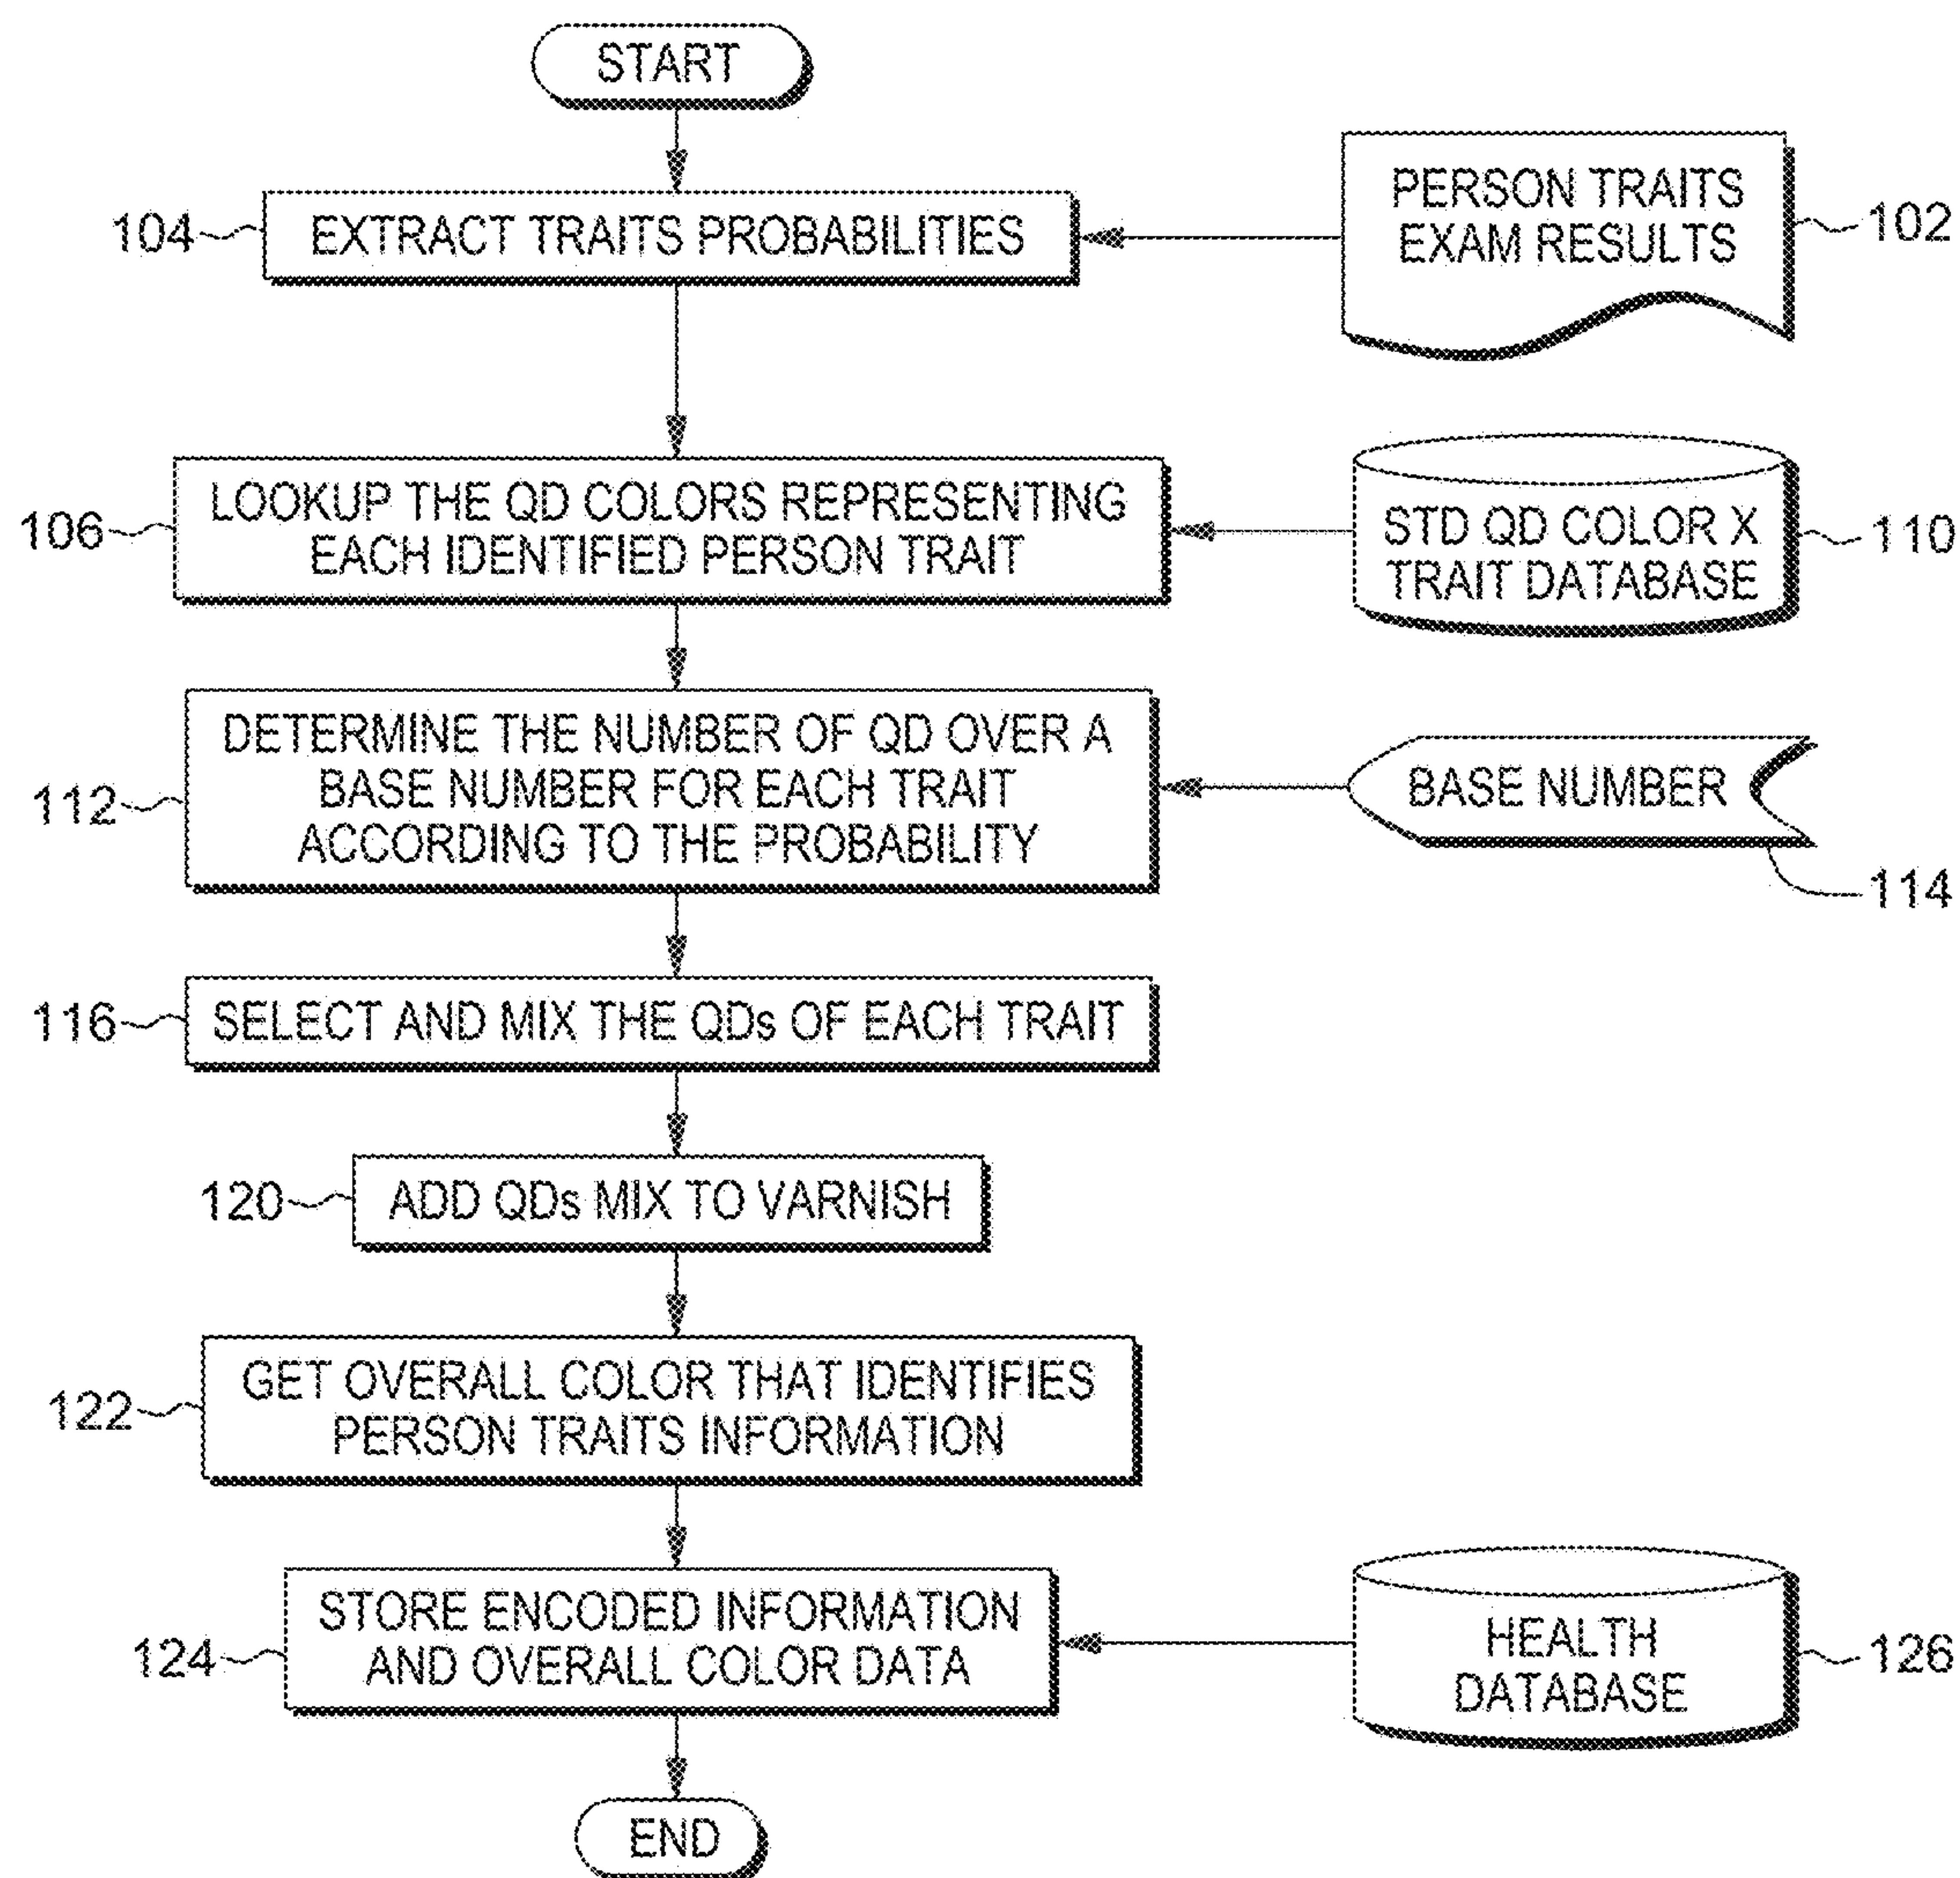 START
104
EXTRACT TRAITS PROBABILITIES
PERSON TRAITS
EXAM RESULTS
102
106
LOOKUP THE QD COLORS REPRESENTING
EACH IDENTIFIED PERSON TRAIT
STD QD COLOR X
TRAIT DATABASE
110
112
DETERMINE THE NUMBER OF QD OVER A
BASE NUMBER FOR EACH TRAIT
ACCORDING TO THE PROBABILITY
BASE NUMBER
114
116
SELECT AND MIX THE QDs OF EACH TRAIT
120
ADD QDs MIX TO VARNISH
122
GET OVERALL COLOR THAT IDENTIFIES
PERSON TRAITS INFORMATION
124
STORE ENCODED INFORMATION
AND OVERALL COLOR DATA
HEALTH
DATABASE
126
END